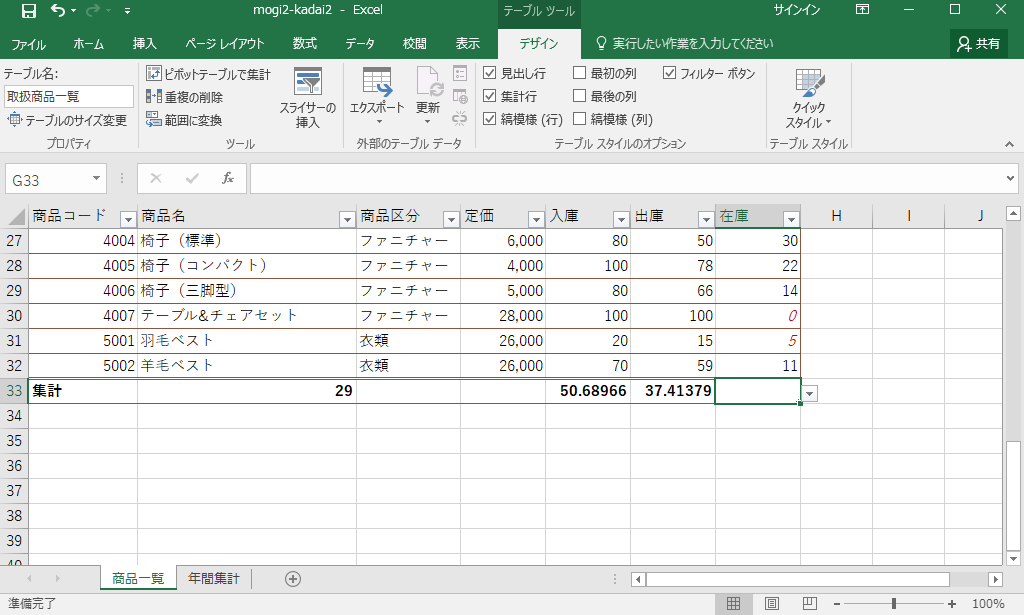 mogi2-kadai2 - Excel
テーブル ツール
サインイン
ファイル ホーム 挿入 ページ レイアウト 数式 データ 校閲 表示 デザイン 実行したい作業を入力してください 共有
テーブル名:
取扱商品一覧
テーブルのサイズ変更
プロパティ
ピボットテーブルで集計
重複の削除
範囲に変換
スライサーの
挿入
ツール
エクスポート
更新
外部のテーブル データ
見出し行 最初の列 フィルター ボタン
集計行 最後の列
縞模様 (行) 縞模様 (列)
テーブル スタイルのオプション
クイック
スタイル
テーブル スタイル
G33 fx
商品コード 商品名 商品区分 定価 入庫 出庫 在庫 H I J
27 4004 椅子（標準） ファニチャー 6,000 80 50 30
28 4005 椅子（コンパクト） ファニチャー 4,000 100 78 22
29 4006 椅子（三脚型） ファニチャー 5,000 80 66 14
30 4007 テーブル&チェアセット ファニチャー 28,000 100 100 0
31 5001 羽毛ベスト 衣類 26,000 20 15 5
32 5002 羊毛ベスト 衣類 26,000 70 59 11
33 集計 29 50.68966 37.41379
34
35
36
37
38
39
40
商品一覧 年間集計
準備完了 100%